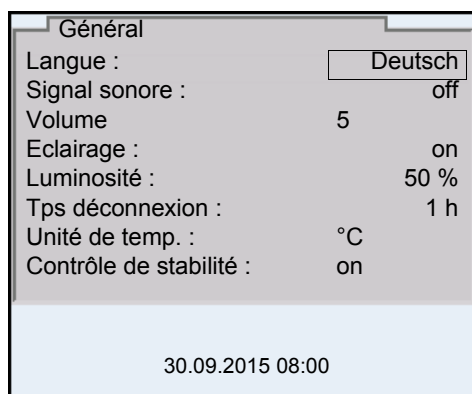 Général
Langue : Deutsch
Signal sonore : off
Volume 5
Eclairage : on
Luminosité : 50 %
Tps déconnexion : 1 h
Unité de temp. : °C
Contrôle de stabilité : on
30.09.2015 08:00